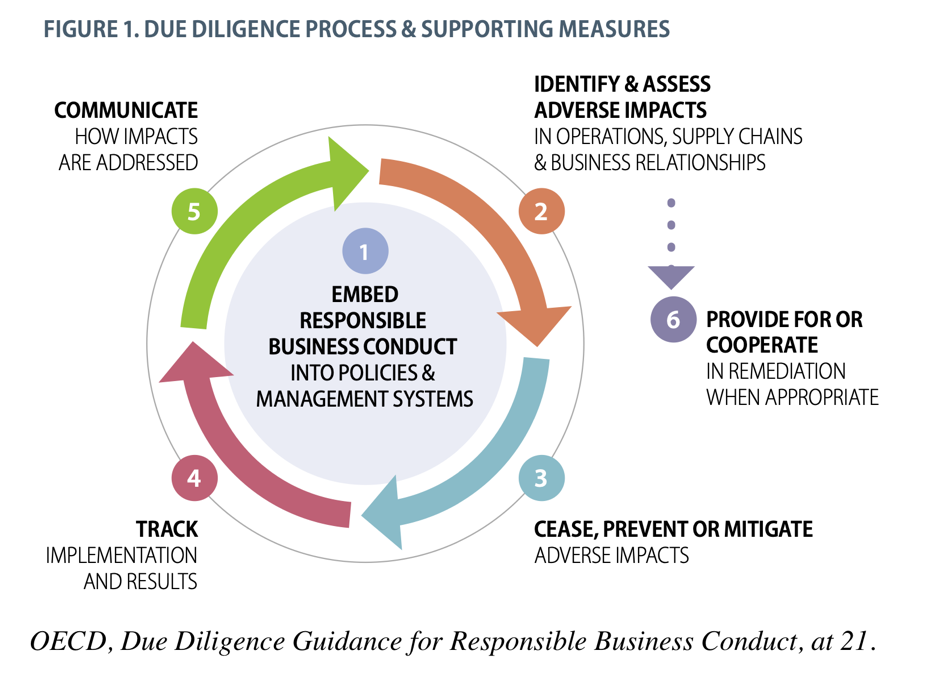 FIGURE 1. DUE DILIGENCE PROCESS & SUPPORTING MEASURES
1
EMBED
RESPONSIBLE
BUSINESS CONDUCT
INTO POLICIES &
MANAGEMENT SYSTEMS
2
IDENTIFY & ASSESS
ADVERSE IMPACTS
IN OPERATIONS, SUPPLY CHAINS
& BUSINESS RELATIONSHIPS
3
CEASE, PREVENT OR MITIGATE
ADVERSE IMPACTS
4
TRACK
IMPLEMENTATION
AND RESULTS
5
COMMUNICATE
HOW IMPACTS
ARE ADDRESSED
6
PROVIDE FOR OR
COOPERATE
IN REMEDIATION
WHEN APPROPRIATE
OECD, Due Diligence Guidance for Responsible Business Conduct, at 21.